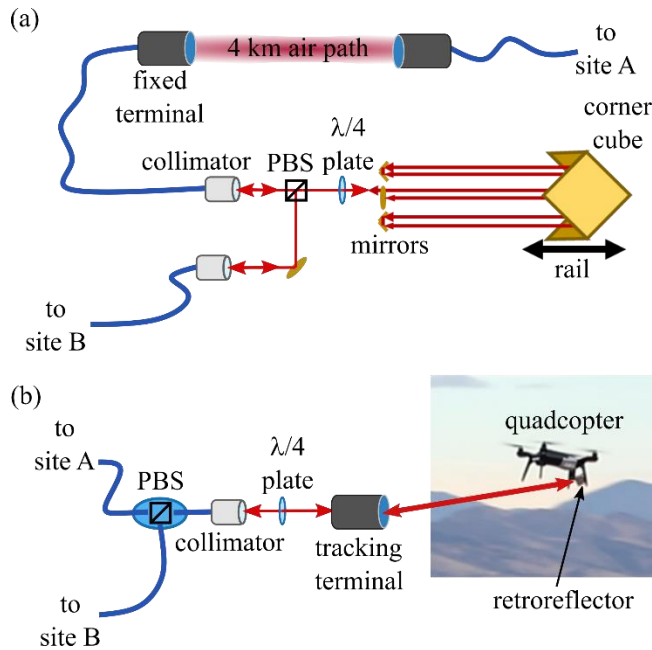 (a)
4 km air path
to
site A
fixed
terminal
corner
cube
λ/4
plate
collimator
PBS
mirrors
rail
to
site B
(b)
to
site A
PBS
λ/4
plate
collimator
tracking
terminal
quadcopter
retroreflector
to
site B